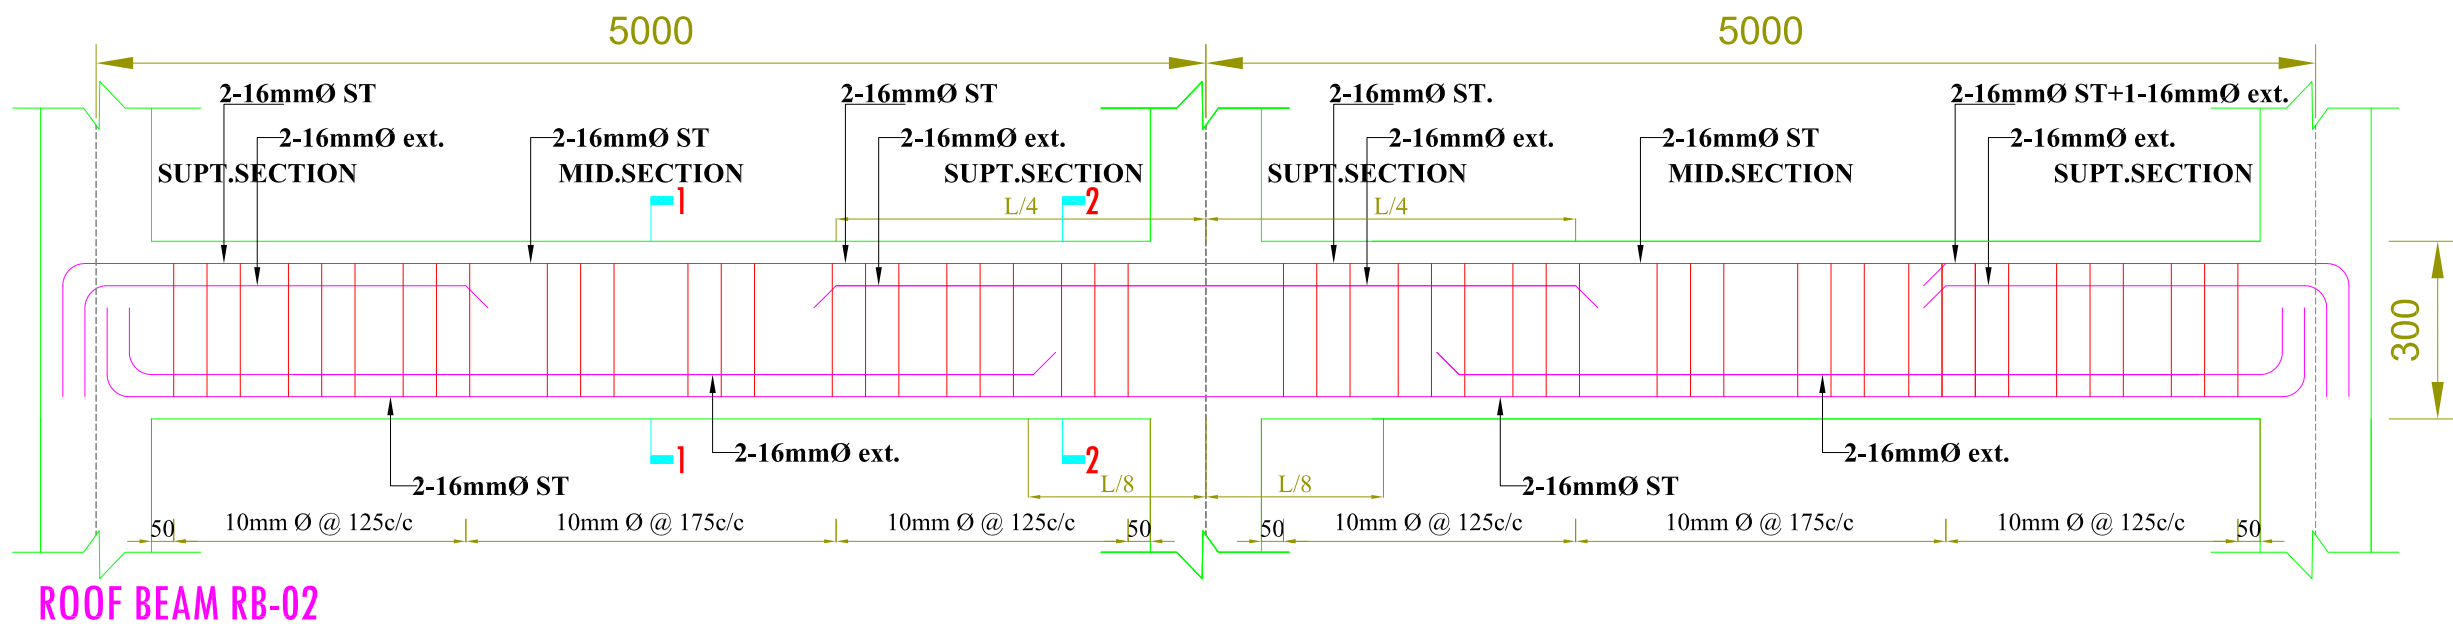 5000 5000
2-16mmØ ST 2-16mmØ ST 2-16mmØ ST. 2-16mmØ ST+1-16mmØ ext.
2-16mmØ ext. 2-16mmØ ST 2-16mmØ ext. 2-16mmØ ext. 2-16mmØ ST 2-16mmØ ext.
SUPT.SECTION MID.SECTION SUPT.SECTION SUPT.SECTION MID.SECTION SUPT.SECTION
1 2
L/4 L/4
300
2-16mmØ ext. 2-16mmØ ext.
1 2
2-16mmØ ST L/8 L/8 2-16mmØ ST
50 10mm Ø @ 125c/c 10mm Ø @ 175c/c 10mm Ø @ 125c/c 50 50 10mm Ø @ 125c/c 10mm Ø @ 175c/c 10mm Ø @ 125c/c 50
ROOF BEAM RB-02